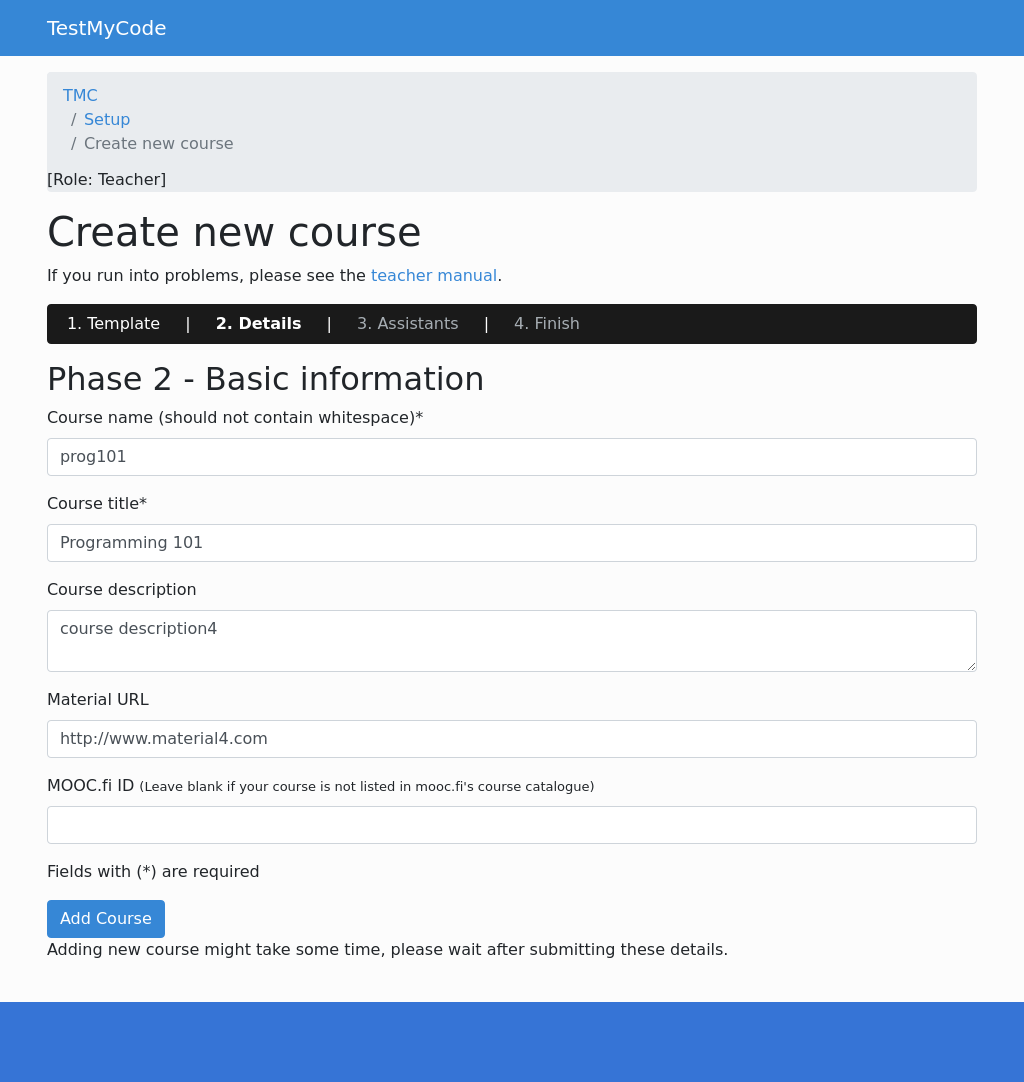 TestMyCode
TMC
/ Setup
/ Create new course
[Role: Teacher]
Create new course
If you run into problems, please see the teacher manual.
1. Template | 2. Details | 3. Assistants | 4. Finish
Phase 2 - Basic information
Course name (should not contain whitespace)*
prog101
Course title*
Programming 101
Course description
course description4
Material URL
http://www.material4.com
MOOC.fi ID (Leave blank if your course is not listed in mooc.fi's course catalogue)
Fields with (*) are required
Add Course
Adding new course might take some time, please wait after submitting these details.